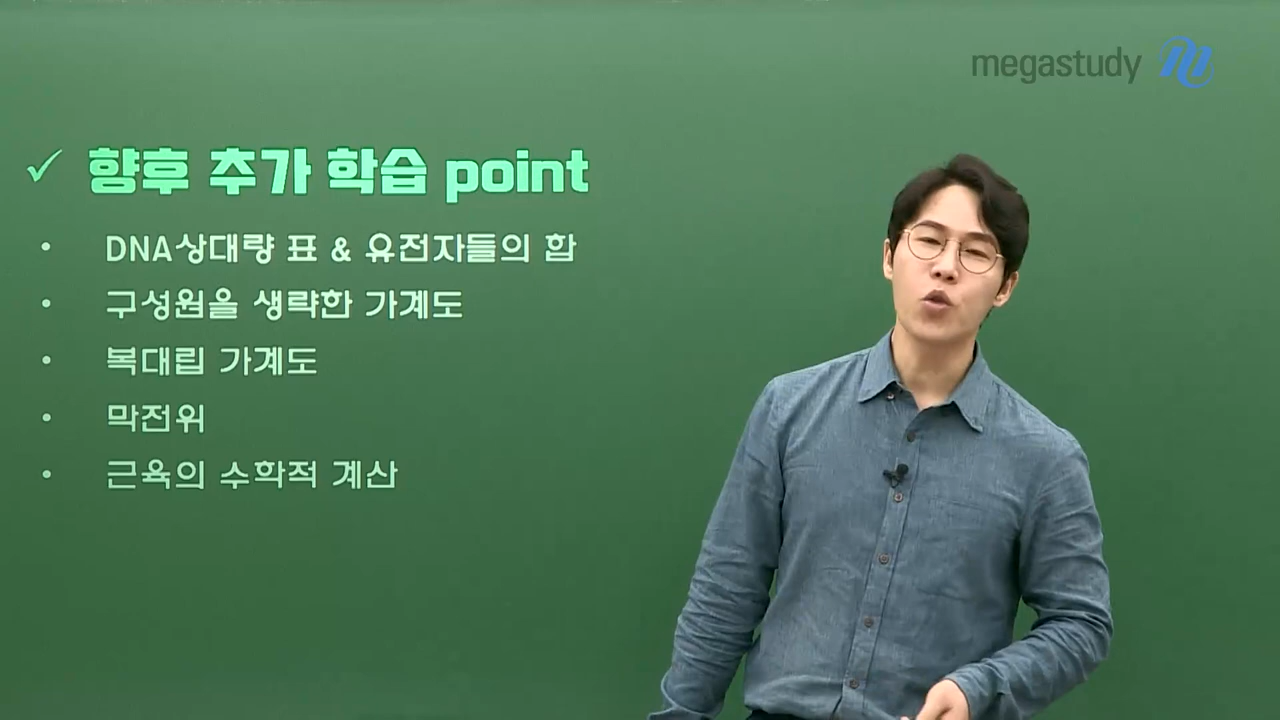 megastudy
✓ 향후 추가 학습 point
• DNA상대량 표 & 유전자들의 합
• 구성원을 생략한 가계도
• 복대립 가계도
• 막전위
• 근육의 수학적 계산